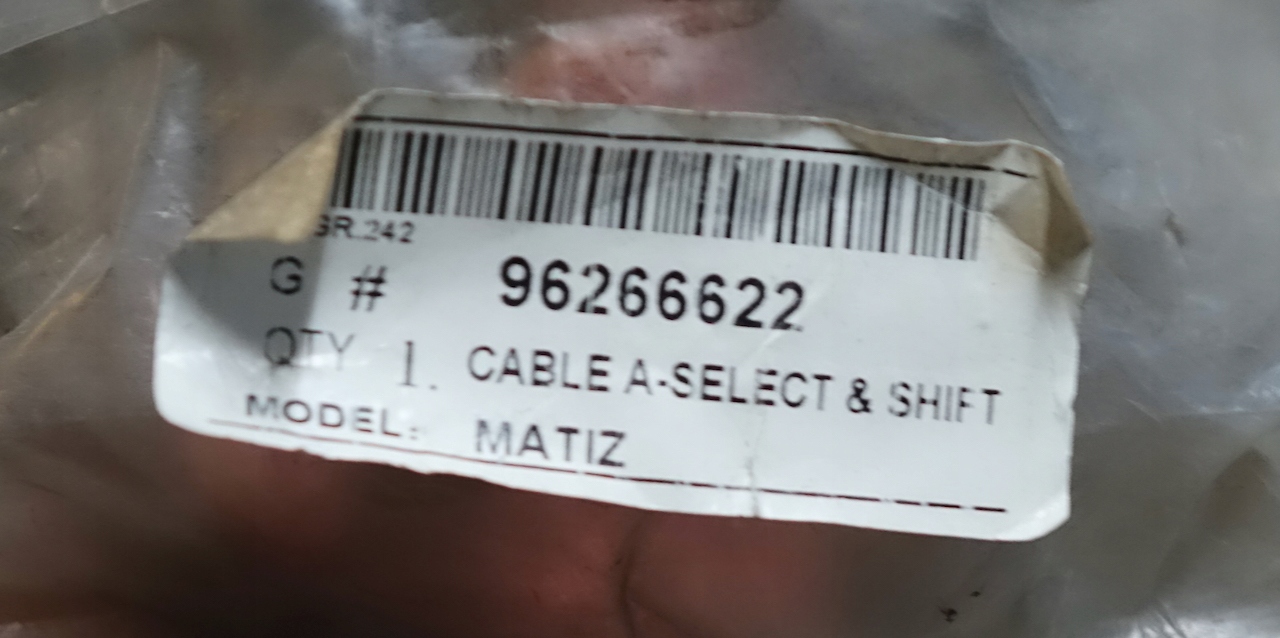 GR.242
G # 96266622
QTY 1. CABLE A-SELECT & SHIFT
MODEL: MATIZ